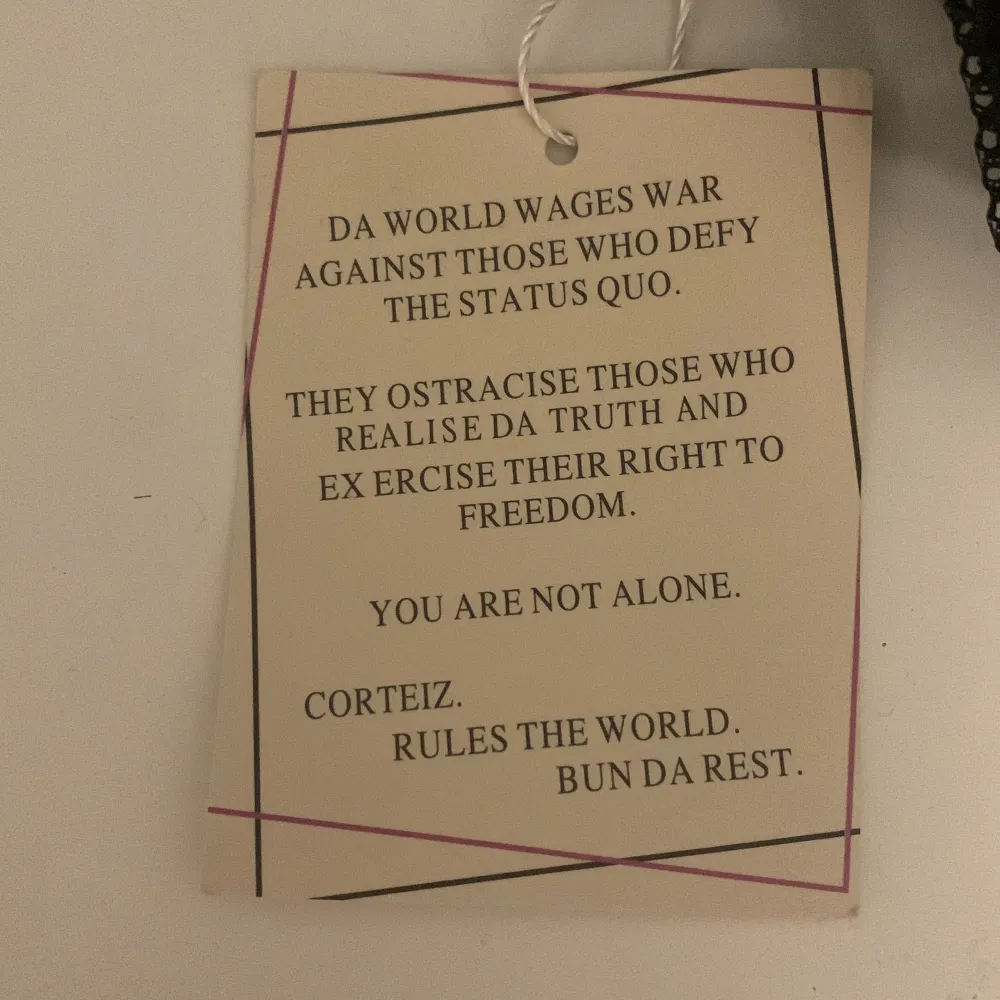 DA WORLD WAGES WAR
AGAINST THOSE WHO DEFY
THE STATUS QUO.
THEY OSTRACISE THOSE WHO
REALISE DA TRUTH AND
EX ERCISE THEIR RIGHT TO
FREEDOM.
YOU ARE NOT ALONE.
CORTEIZ.
RULES THE WORLD.
BUN DA REST.